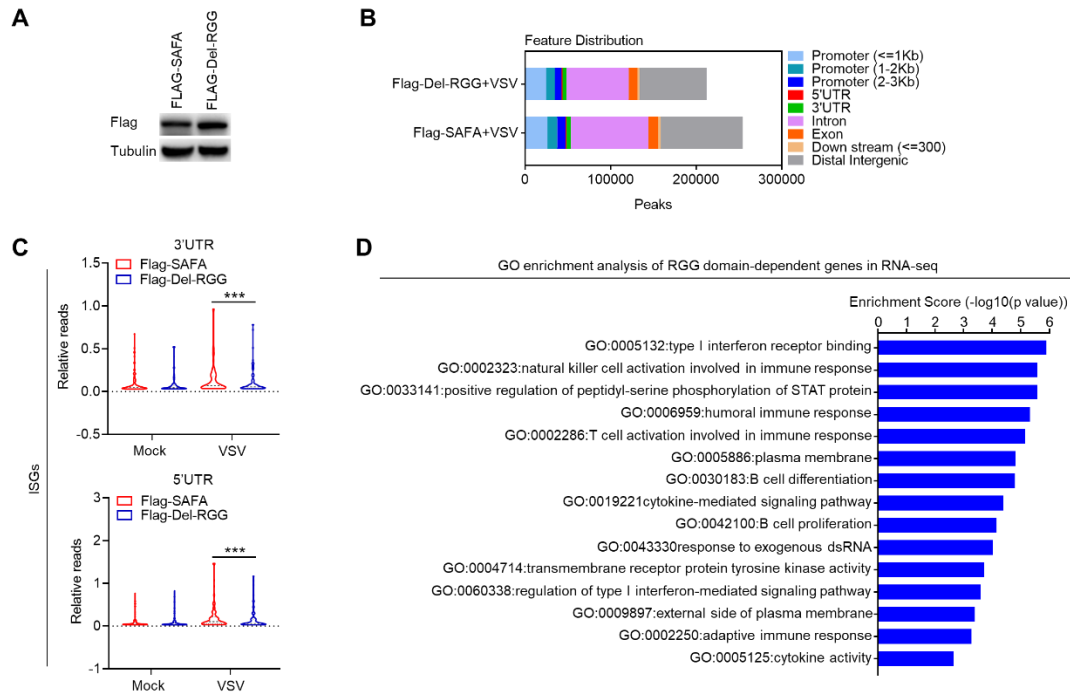 A
FLAG-SAFA
FLAG-Del-RGG
Flag
Tubulin
B
Feature Distribution
Flag-Del-RGG+VSV
Flag-SAFA+VSV
0 100000 200000 300000
Peaks
Promoter (<=1Kb)
Promoter (1-2Kb)
Promoter (2-3Kb)
5'UTR
3'UTR
Intron
Exon
Down stream (<=300)
Distal Intergenic
C
ISGs
3'UTR
Flag-SAFA
Flag-Del-RGG
***
Relative reads
1.5
1.0
0.5
0.0
-0.5
Mock VSV
5'UTR
Flag-SAFA
Flag-Del-RGG
***
Relative reads
3
2
1
0
-1
Mock VSV
D
GO enrichment analysis of RGG domain-dependent genes in RNA-seq
Enrichment Score (-log10(p value))
0 1 2 3 4 5 6
GO:0005132:type I interferon receptor binding
GO:0002323:natural killer cell activation involved in immune response
GO:0033141:positive regulation of peptidyl-serine phosphorylation of STAT protein
GO:0006959:humoral immune response
GO:0002286:T cell activation involved in immune response
GO:0005886:plasma membrane
GO:0030183:B cell differentiation
GO:0019221cytokine-mediated signaling pathway
GO:0042100:B cell proliferation
GO:0043330response to exogenous dsRNA
GO:0004714:transmembrane receptor protein tyrosine kinase activity
GO:0060338:regulation of type I interferon-mediated signaling pathway
GO:0009897:external side of plasma membrane
GO:0002250:adaptive immune response
GO:0005125:cytokine activity